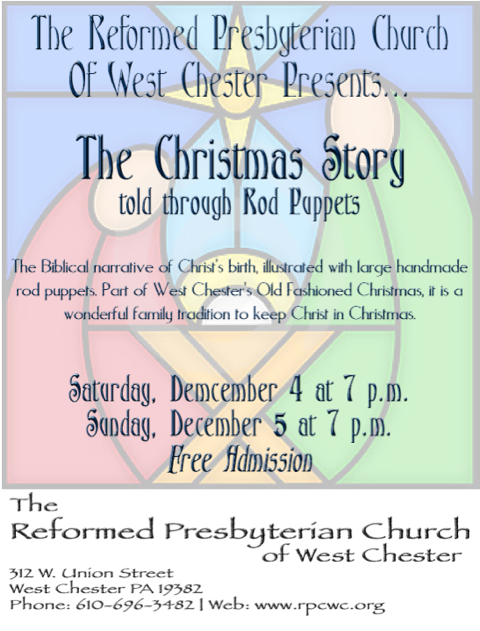 The Reformed Presbyterian Church
Of West Chester Presents...
The Christmas Story
told through Rod Puppets
The Biblical narrative of Christ's birth, illustrated with large handmade
rod puppets. Part of West Chester's Old Fashioned Christmas, it is a
wonderful family tradition to keep Christ in Christmas.
Saturday, Demcember 4 at 7 p.m.
Sunday, December 5 at 7 p.m.
Free Admission
The
Reformed Presbyterian Church
of West Chester
312 W. Union Street
West Chester PA 19382
Phone: 610-696-3482 | Web: www.rpcwc.org